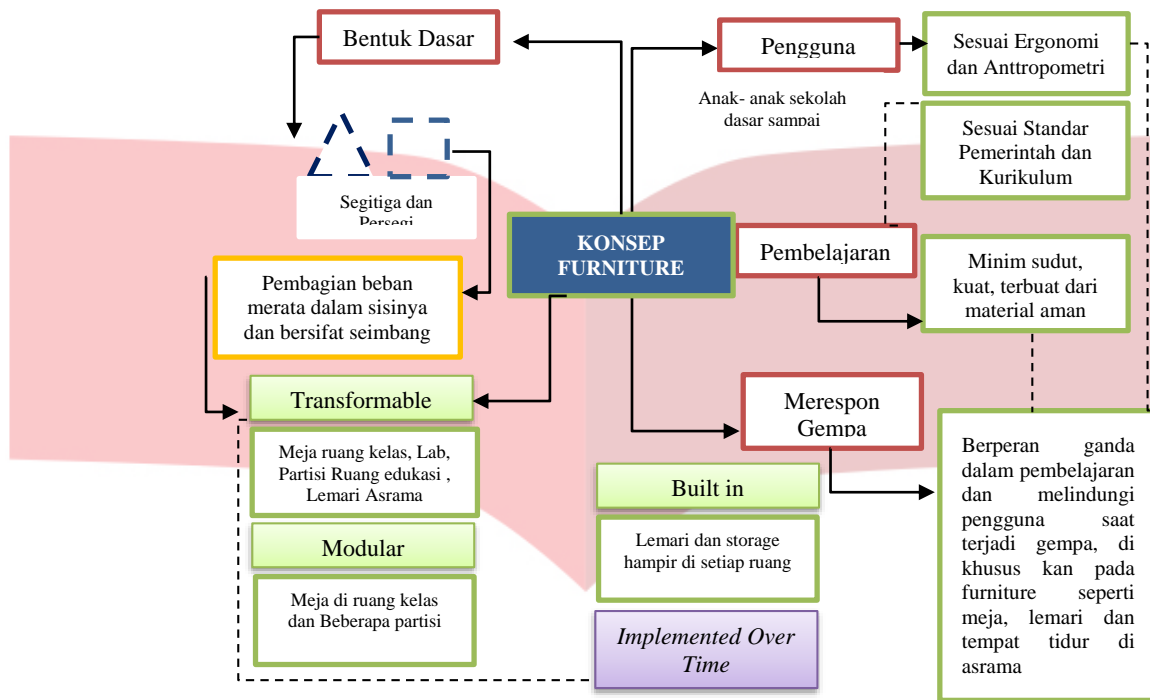 Bentuk Dasar
Pengguna
Sesuai Ergonomi
dan Anttropometri
Anak- anak sekolah
dasar sampai
Sesuai Standar
Pemerintah dan
Kurikulum
Segitiga dan
Persegi
KONSEP
FURNITURE
Pembelajaran
Minim sudut,
kuat, terbuat dari
material aman
Pembagian beban
merata dalam sisinya
dan bersifat seimbang
Transformable
Meja ruang kelas, Lab,
Partisi Ruang edukasi ,
Lemari Asrama
Modular
Meja di ruang kelas
dan Beberapa partisi
Merespon
Gempa
Built in
Lemari dan storage
hampir di setiap ruang
Implemented Over
Time
Berperan ganda
dalam pembelajaran
dan melindungi
pengguna saat
terjadi gempa, di
khusus kan pada
furniture seperti
meja, lemari dan
tempat tidur di
asrama